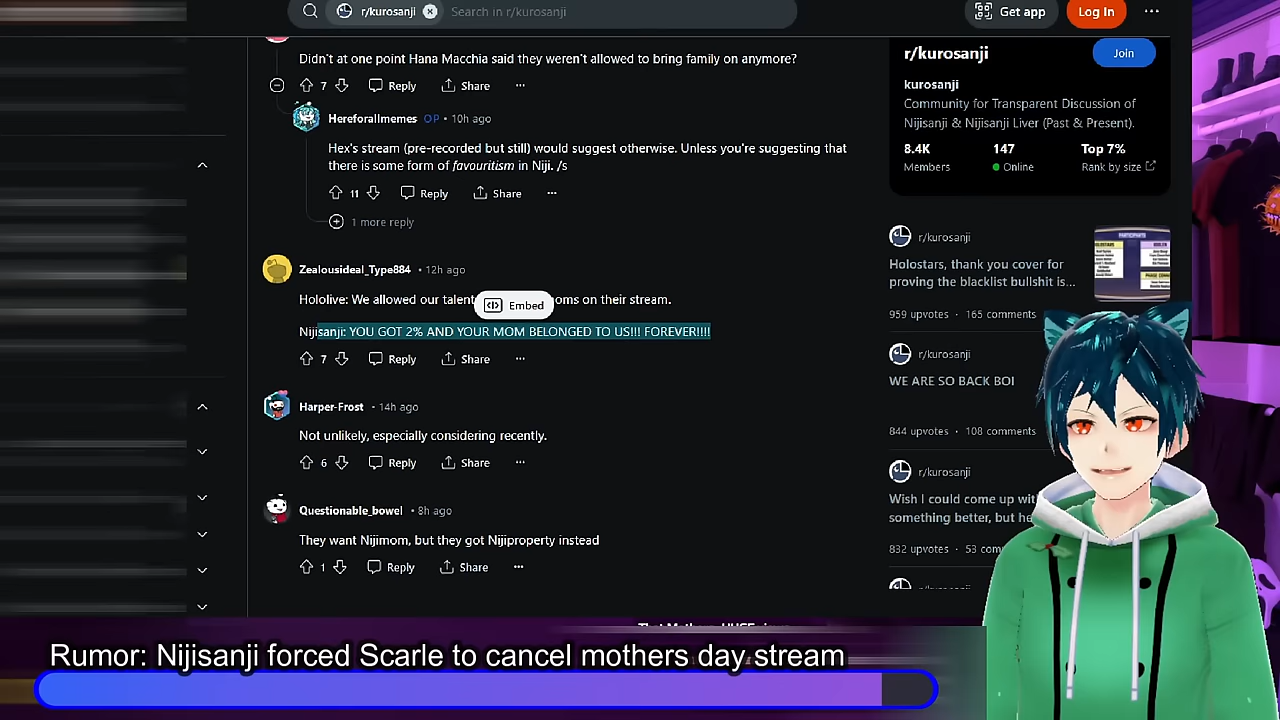 r/kurosanji
Search in r/kurosanji
Get app
Log In
Didn't at one point Hana Macchia said they weren't allowed to bring family on anymore?
7
Reply
Share
Hereforallmemes OP • 10h ago
Hex's stream (pre-recorded but still) would suggest otherwise. Unless you're suggesting that
there is some form of favouritism in Niji. /s
11
Reply
Share
1 more reply
Zealousideal_Type864 • 12h ago
Hololive: We allowed our talen
oms on their stream.
Embed
Nijisanji: YOU GOT 2% AND YOUR MOM BELONGED TO US!!! FOREVER!!!!
7
Reply
Share
Harper-Frost • 14h ago
Not unlikely, especially considering recently.
6
Reply
Share
Questionable_bowel • 8h ago
They want Nijimom, but they got Nijiproperty instead
1
Reply
Share
r/kurosanji
Join
kurosanji
Community for Transparent Discussion of
Nijisanji & Nijisanji Liver (Past & Present).
8.4K
147
Top 7%
Members
Online
Rank by size
r/kurosanji
Holostars, thank you cover for
proving the blacklist bullshit is...
959 upvotes • 165 comments
r/kurosanji
WE ARE SO BACK BOI
844 upvotes • 108 comments
r/kurosanji
Wish I could come up wit
something better, but he
832 upvotes • 53 com
Rumor: Nijisanji forced Scarle to cancel mothers day stream